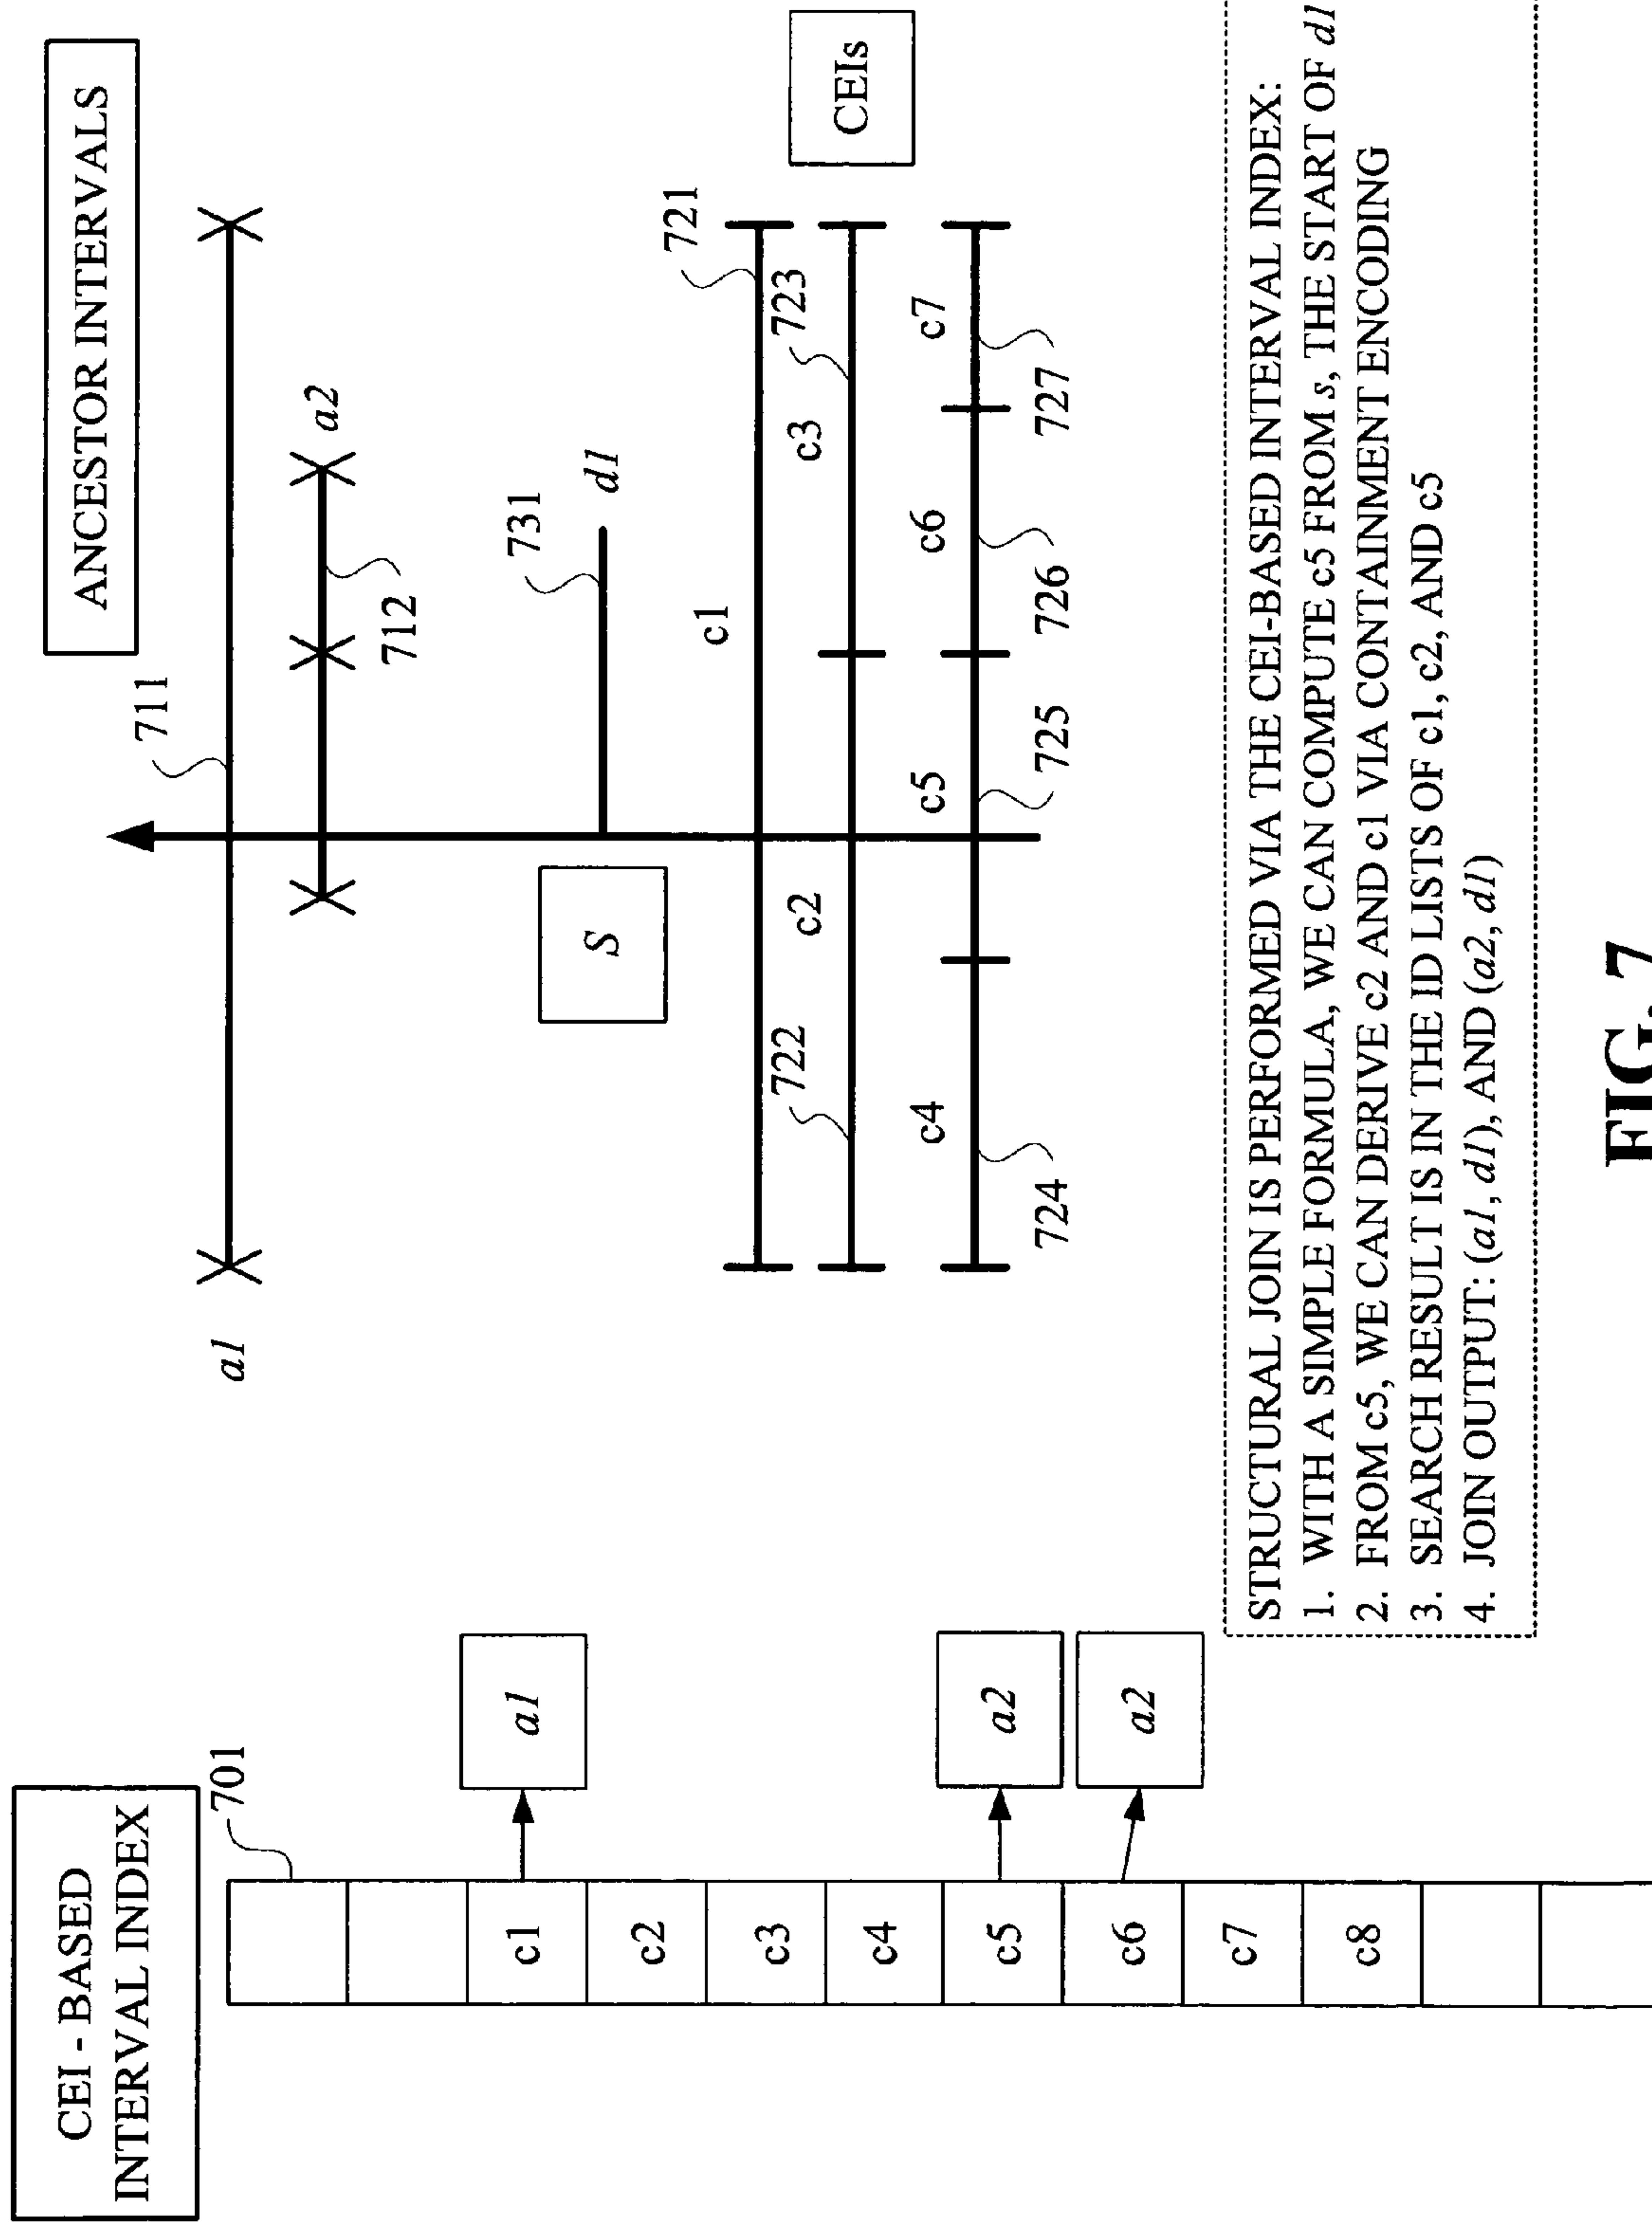 CEI - BASED
INTERVAL INDEX
701
c1
c2
c3
c4
c5
c6
c7
c8
a1
a2
a2
ANCESTOR INTERVALS
a1
711
712
a2
S
731
d1
c1
721
722
c2
c3
723
CEIs
c4
c5
c6
c7
724
725
726
727
STRUCTURAL JOIN IS PERFORMED VIA THE CEI-BASED INTERVAL INDEX:
1. WITH A SIMPLE FORMULA, WE CAN COMPUTE c5 FROM s, THE START OF d1
2. FROM c5, WE CAN DERIVE c2 AND c1 VIA CONTAINMENT ENCODING
3. SEARCH RESULT IS IN THE ID LISTS OF c1, c2, AND c5
4. JOIN OUTPUT: (a1, d1), AND (a2, d1)
FIG. 7